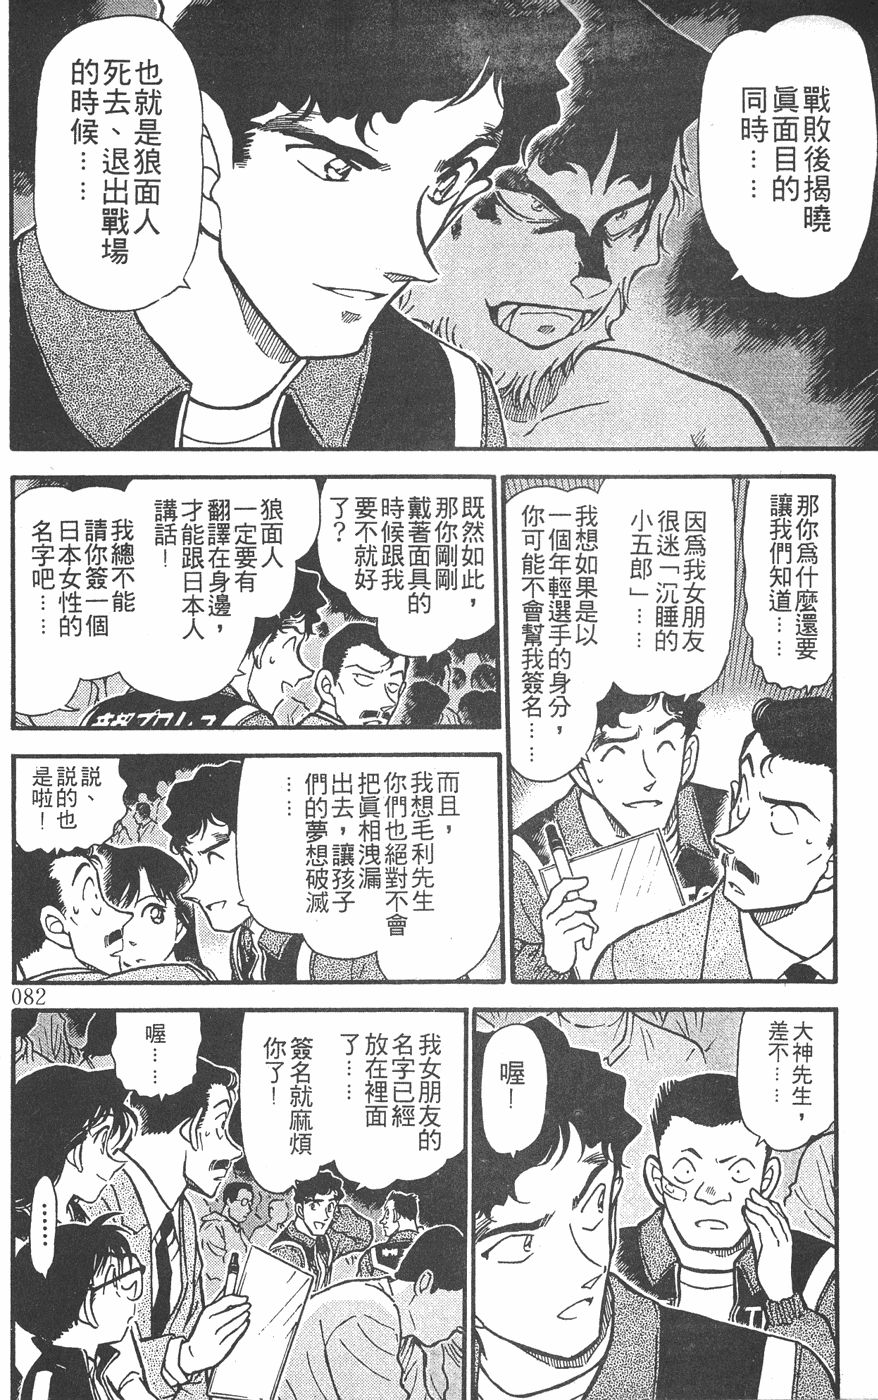 戰敗後揭曉
眞面目的
同時⋯⋯
也就是狼面人
死去、退出戰場
的時候⋯⋯
那你爲什麼還要
讓我們知道⋯⋯
因爲我女朋友
很迷「沉睡的
小五郎」⋯⋯
我想如果是以
一個年輕選手的身分，
你可能不會幫我簽名⋯⋯
既然如此，
那你剛剛
戴著面具的
時候跟我
要不就好
了？
狼面人
一定要有
翻譯在身邊，
才能跟日本人
講話！
我總不能
請你簽一個
日本女性的
名字吧⋯⋯
プロレス
而且，
我想毛利先生
你們也絕對不會
把眞相洩漏
出去，讓孩子
們的夢想破滅
⋯⋯
説、
説的也
是啦！
082
大神先生，
差不⋯⋯
喔！
我女朋友的
名字已經
放在裡面
了⋯⋯
簽名就麻煩
你了！
喔⋯⋯
⋯⋯